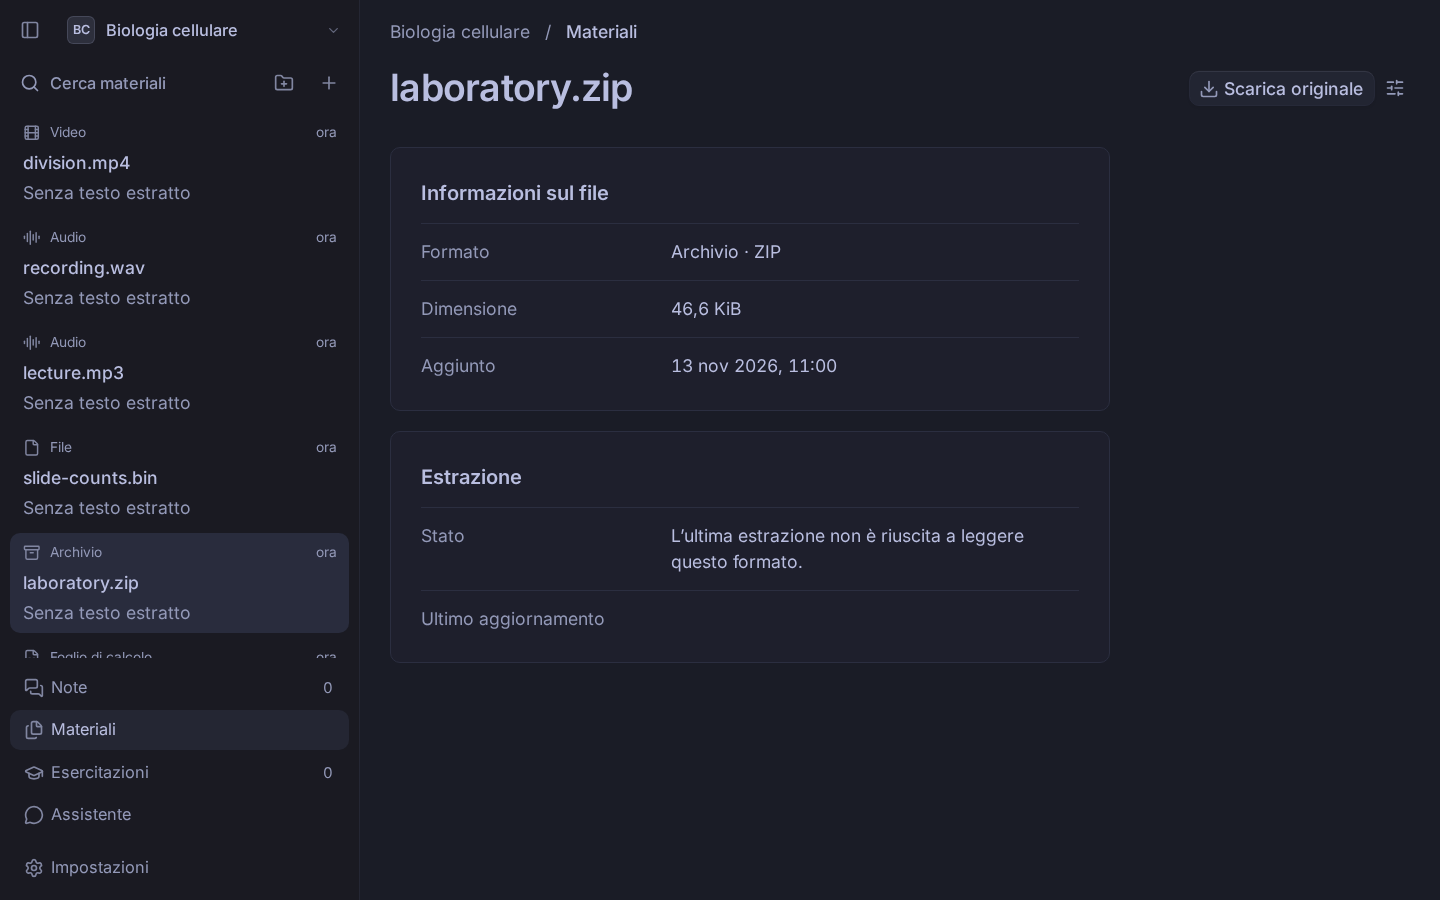 BC Biologia cellulare
Cerca materiali
Video ora
division.mp4
Senza testo estratto
Audio ora
recording.wav
Senza testo estratto
Audio ora
lecture.mp3
Senza testo estratto
File ora
slide-counts.bin
Senza testo estratto
Archivio ora
laboratory.zip
Senza testo estratto
Foglio di calcolo ora
Note 0
Materiali
Esercitazioni 0
Assistente
Impostazioni
Biologia cellulare / Materiali
laboratory.zip
Scarica originale
Informazioni sul file
Formato Archivio · ZIP
Dimensione 46,6 KiB
Aggiunto 13 nov 2026, 11:00
Estrazione
Stato L’ultima estrazione non è riuscita a leggere
questo formato.
Ultimo aggiornamento